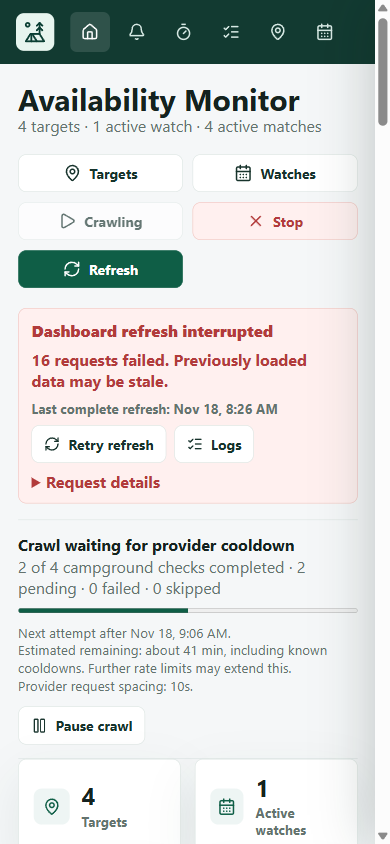 Availability Monitor
4 targets · 1 active watch · 4 active matches
Targets
Watches
Crawling
Stop
Refresh
Dashboard refresh interrupted
16 requests failed. Previously loaded
data may be stale.
Last complete refresh: Nov 18, 8:26 AM
Retry refresh
Logs
Request details
Crawl waiting for provider cooldown
2 of 4 campground checks completed · 2
pending · 0 failed · 0 skipped
Next attempt after Nov 18, 9:06 AM.
Estimated remaining: about 41 min, including known
cooldowns. Further rate limits may extend this.
Provider request spacing: 10s.
Pause crawl
4
Targets
1
Active
watches